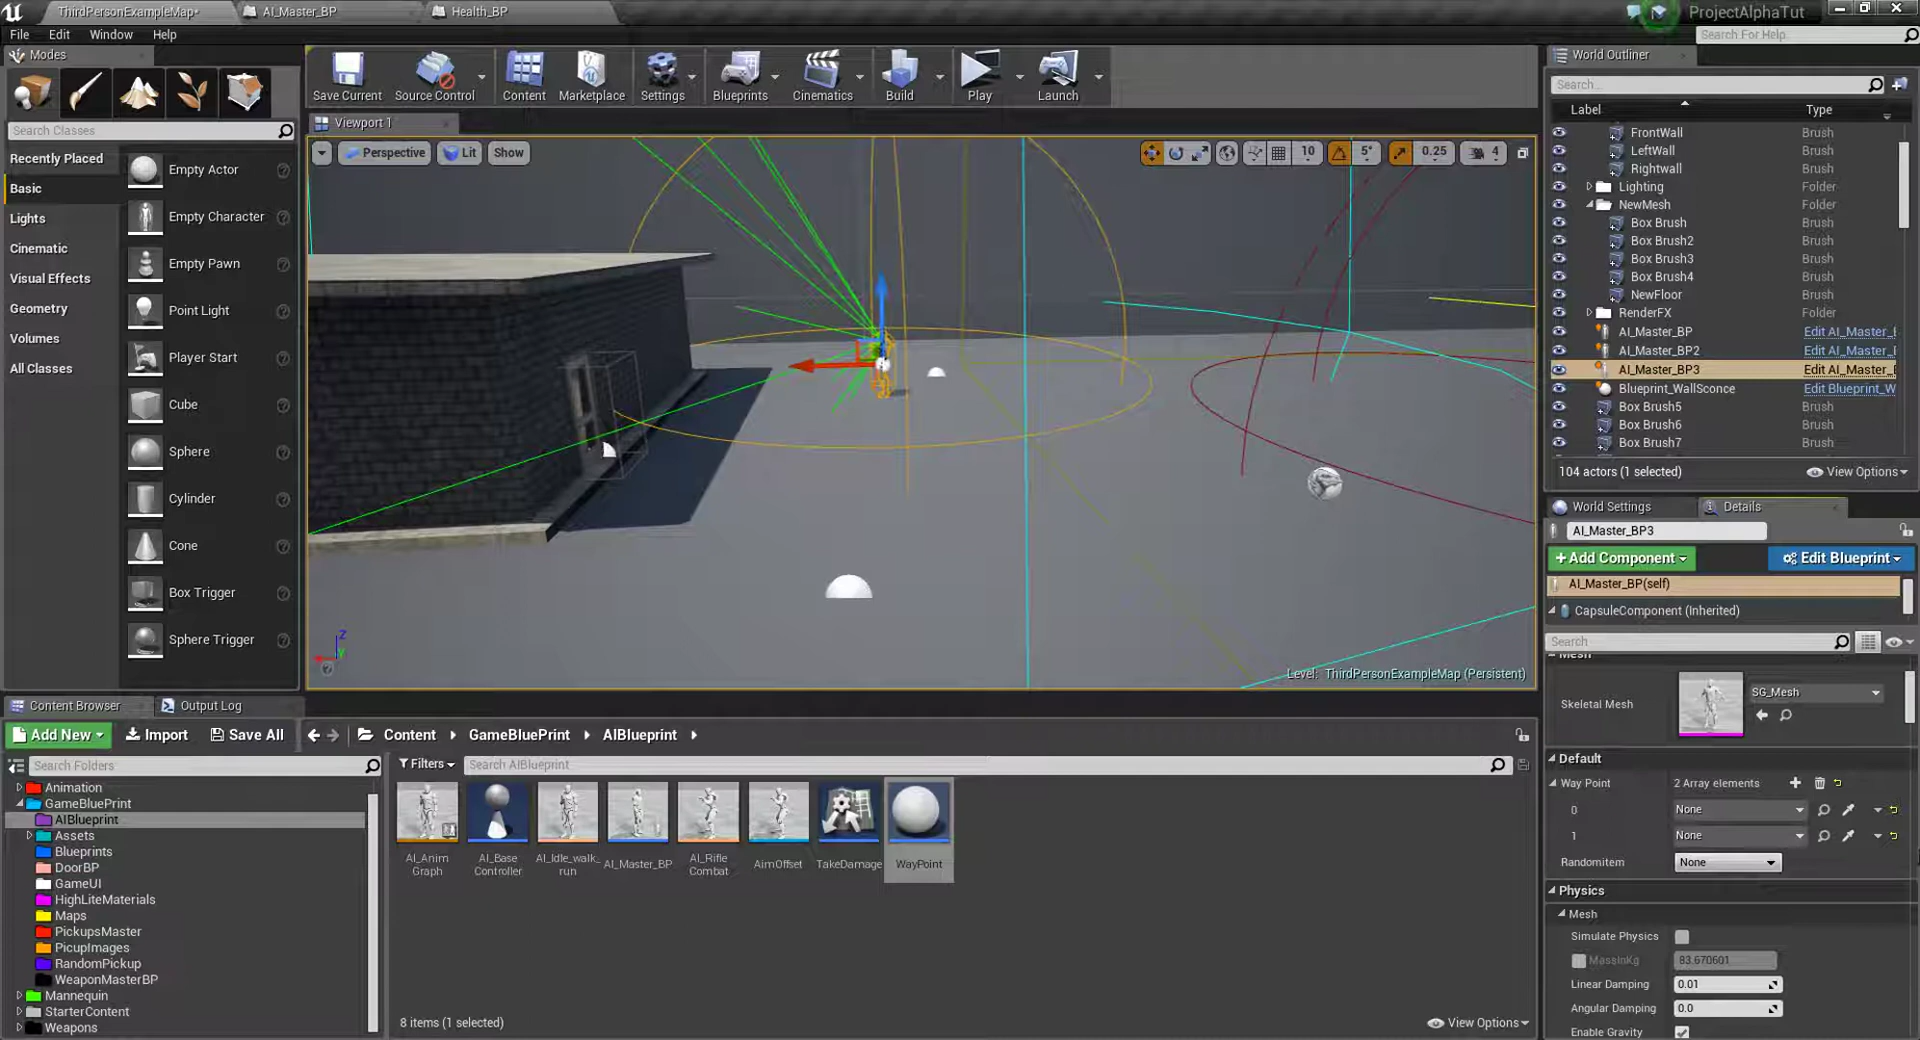 ThirdPersonExampleMap*
AI_Master_BP
Health_BP
ProjectAlphaTut
File Edit Window Help
Search For Help
Modes
Save Current
Source Control
Content
Marketplace
Settings
Blueprints
Cinematics
Build
Play
Launch
Search Classes
Recently Placed
Basic
Lights
Cinematic
Visual Effects
Geometry
Volumes
All Classes
Empty Actor
Empty Character
Empty Pawn
Point Light
Player Start
Cube
Sphere
Cylinder
Cone
Box Trigger
Sphere Trigger
Viewport 1
Perspective
Lit
Show
10
5°
0.25
4
Z
Y
Level: ThirdPersonExampleMap (Persistent)
World Outliner
Search...
Label Type
FrontWall Brush
LeftWall Brush
Rightwall Brush
Lighting Folder
NewMesh Folder
Box Brush Brush
Box Brush2 Brush
Box Brush3 Brush
Box Brush4 Brush
NewFloor Brush
RenderFX Folder
AI_Master_BP Edit AI_Master_
AI_Master_BP2 Edit AI_Master_
AI_Master_BP3 Edit AI_Master_
Blueprint_WallSconce Edit Blueprint_W
Box Brush5 Brush
Box Brush6 Brush
Box Brush7 Brush
104 actors (1 selected)
View Options
World Settings
Details
AI_Master_BP3
+ Add Component
Edit Blueprint
AI_Master_BP(self)
CapsuleComponent (Inherited)
Search
Mesh
Skeletal Mesh
SG_Mesh
Default
Way Point 2 Array elements
0 None
1 None
Randomitem None
Physics
Mesh
Simulate Physics
MassInKg 83.670601
Linear Damping 0.01
Angular Damping 0.0
Enable Gravity
Content Browser
Output Log
Add New
Import
Save All
Content
GameBluePrint
AIBlueprint
Search Folders
Animation
GameBluePrint
AIBlueprint
Assets
Blueprints
DoorBP
GameUI
HighLiteMaterials
Maps
PickupsMaster
PicupImages
RandomPickup
WeaponMasterBP
Mannequin
StarterContent
Weapons
Filters
Search AIBlueprint
AI_Anim
Graph
AI_Base
Controller
AI_Idle_walk_
run
AI_Master_BP
AI_Rifle
Combat
AimOffset
TakeDamage
WayPoint
8 items (1 selected)
View Options